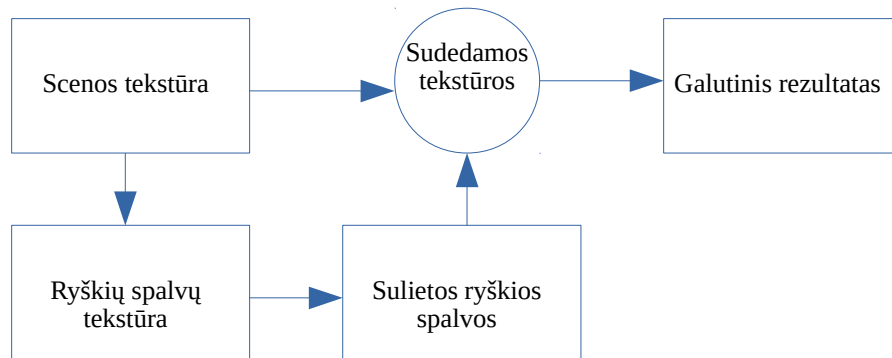 Scenos tekstūra
Sudedamos
tekstūros
Galutinis rezultatas
Ryškių spalvų
tekstūra
Sulietos ryškios
spalvos